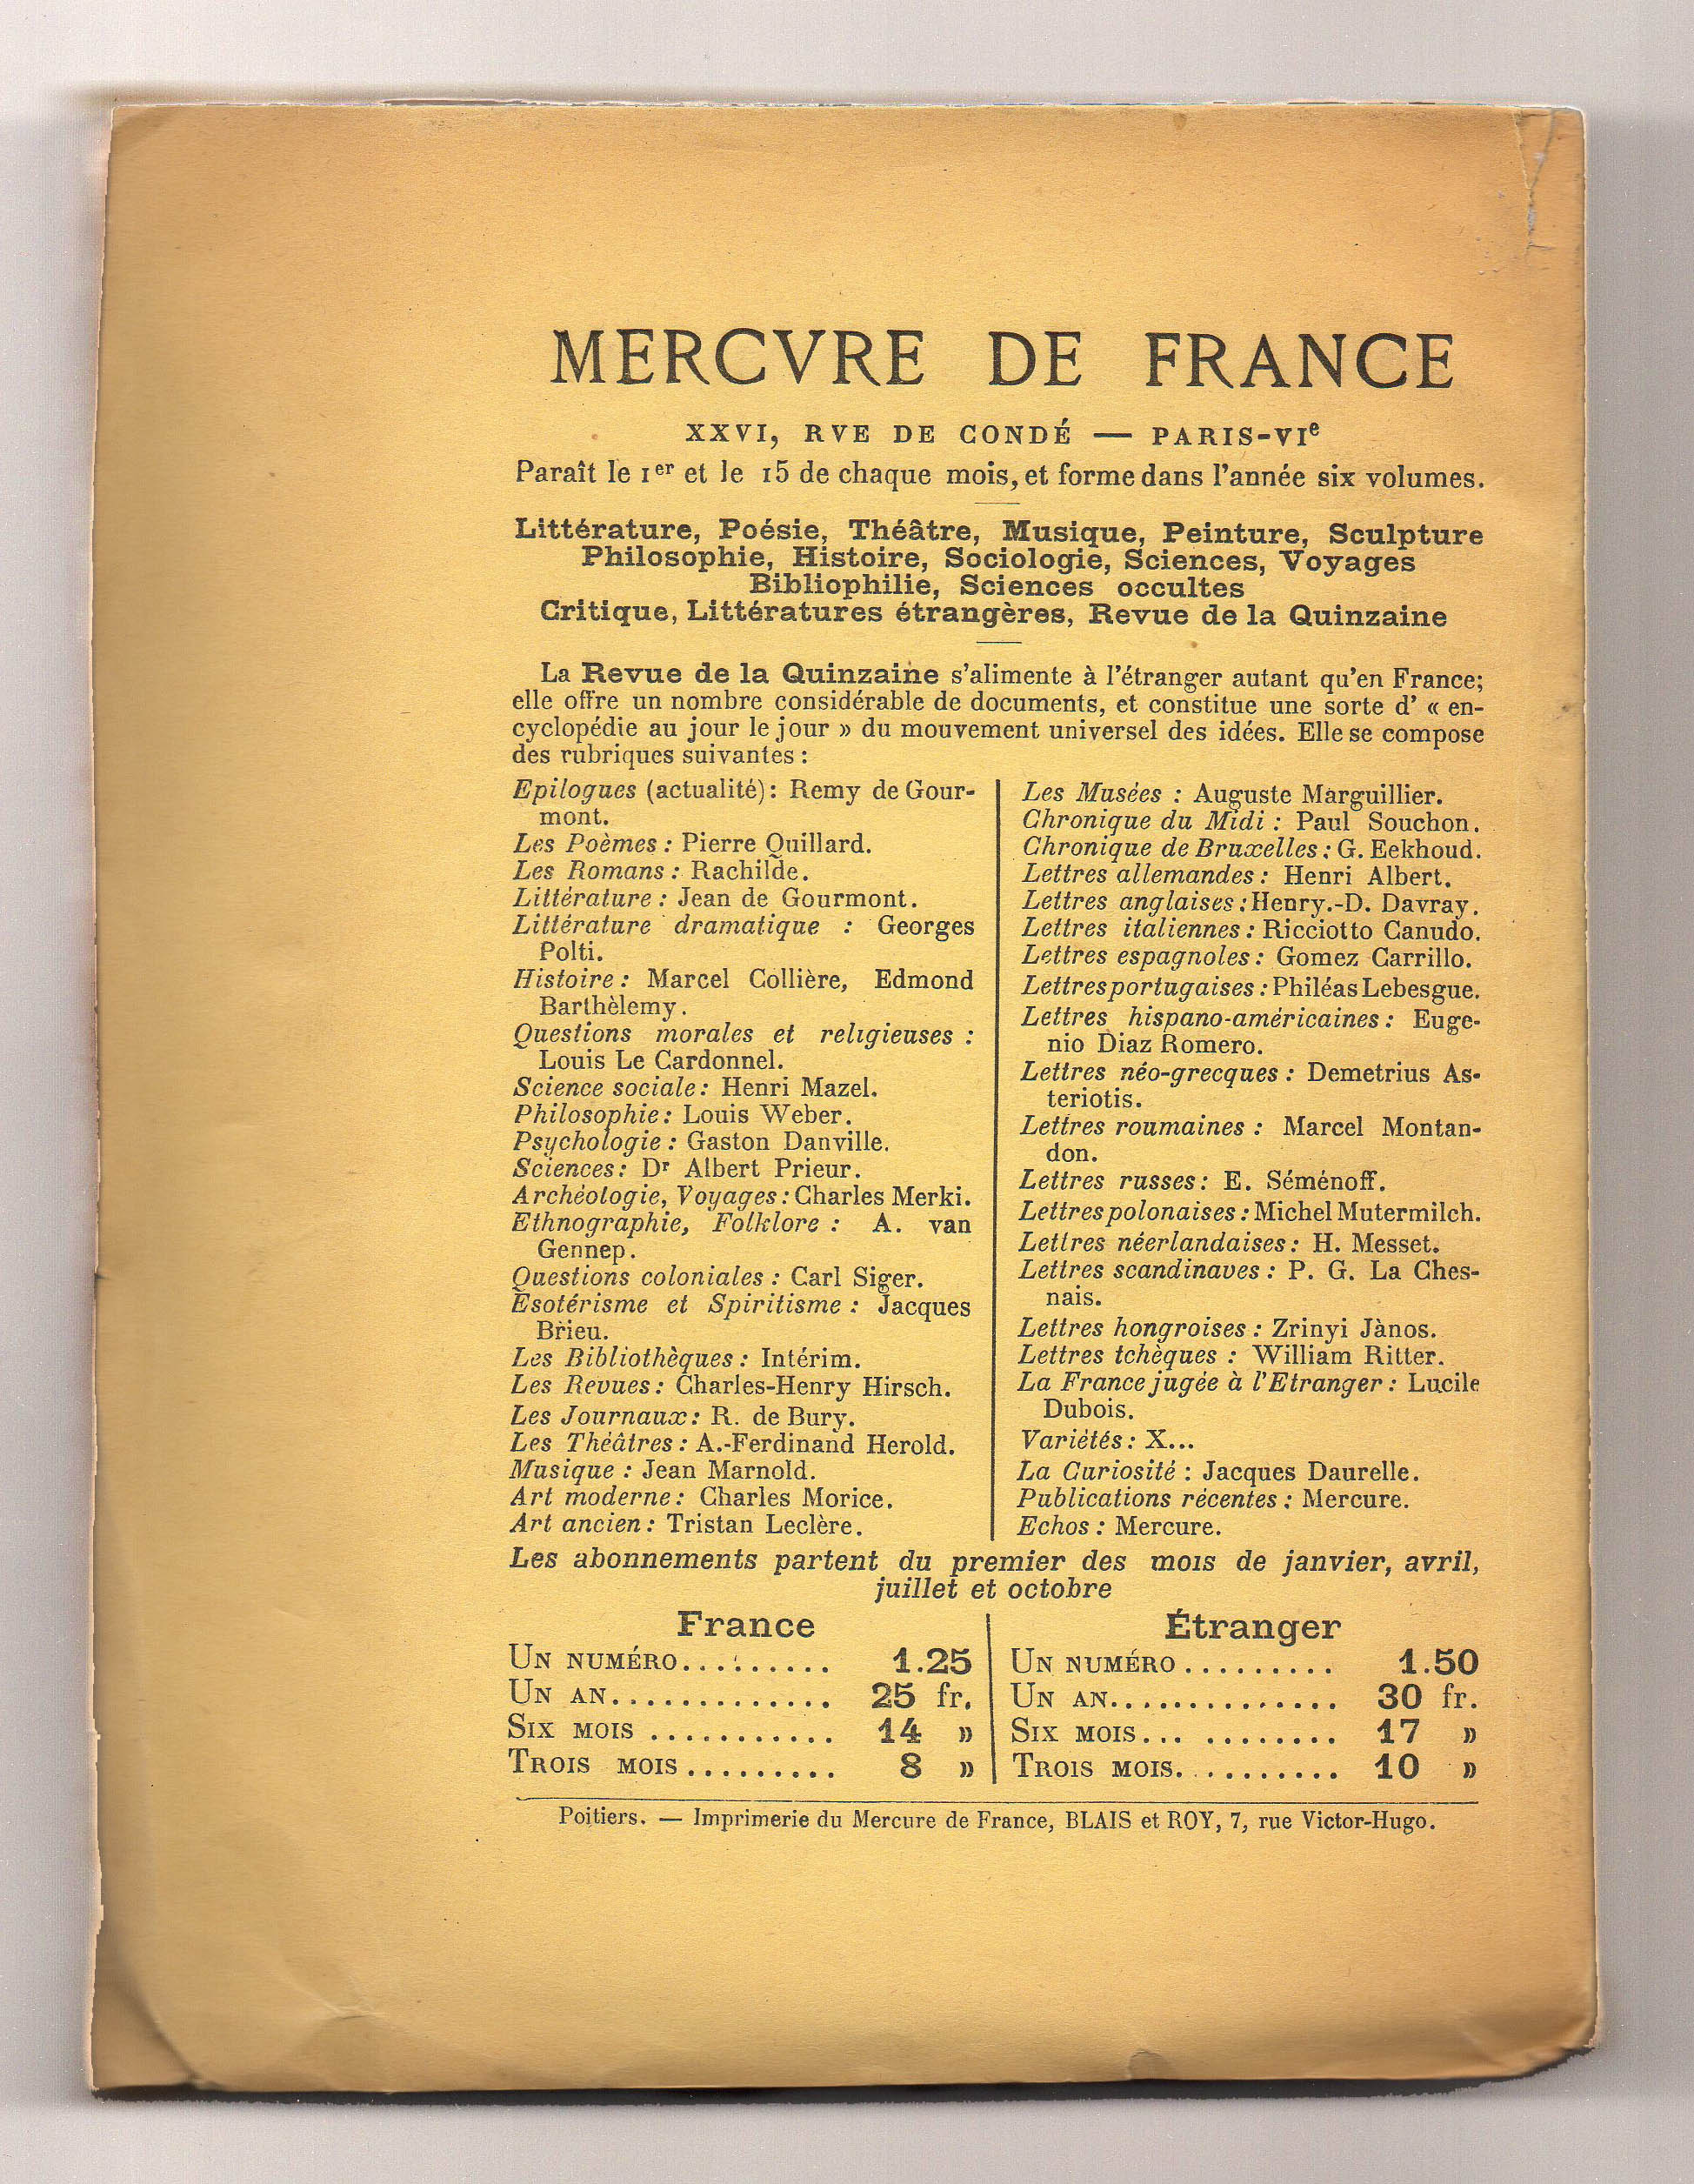 MERCVRE DE FRANCE
XXVI, RVE DE CONDÉ — PARIS-VIe
Paraît le 1er et le 15 de chaque mois, et forme dans l'année six volumes.
Littérature, Poésie, Théâtre, Musique, Peinture, Sculpture
Philosophie, Histoire, Sociologie, Sciences, Voyages
Bibliophilie, Sciences occultes
Critique, Littératures étrangères, Revue de la Quinzaine
La Revue de la Quinzaine s'alimente à l'étranger autant qu'en France;
elle offre un nombre considérable de documents, et constitue une sorte d' « en-
cyclopédie au jour le jour » du mouvement universel des idées. Elle se compose
des rubriques suivantes :
Epilogues (actualité): Remy de Gour-
mont.
Les Poèmes : Pierre Quillard.
Les Romans : Rachilde.
Littérature : Jean de Gourmont.
Littérature dramatique : Georges
Polti.
Histoire : Marcel Collière, Edmond
Barthèlemy.
Questions morales et religieuses :
Louis Le Cardonnel.
Science sociale : Henri Mazel.
Philosophie : Louis Weber.
Psychologie : Gaston Danville.
Sciences : Dr Albert Prieur.
Archéologie, Voyages : Charles Merki.
Ethnographie, Folklore : A. van
Gennep.
Questions coloniales : Carl Siger.
Esotérisme et Spiritisme : Jacques
Brieu.
Les Bibliothèques : Intérim.
Les Revues : Charles-Henry Hirsch.
Les Journaux : R. de Bury.
Les Théâtres : A.-Ferdinand Herold.
Musique : Jean Marnold.
Art moderne : Charles Morice.
Art ancien : Tristan Leclère.
Les Musées : Auguste Marguillier.
Chronique du Midi : Paul Souchon.
Chronique de Bruxelles : G. Eekhoud.
Lettres allemandes : Henri Albert.
Lettres anglaises : Henry.-D. Davray.
Lettres italiennes : Ricciotto Canudo.
Lettres espagnoles : Gomez Carrillo.
Lettres portugaises : Philéas Lebesgue.
Lettres hispano-américaines : Euge-
nio Diaz Romero.
Lettres néo-grecques : Demetrius As-
teriotis.
Lettres roumaines : Marcel Montan-
don.
Lettres russes : E. Séménoff.
Lettres polonaises : Michel Mutermilch.
Lettres néerlandaises : H. Messet.
Lettres scandinaves : P. G. La Ches-
nais.
Lettres hongroises : Zrinyi Jànos.
Lettres tchèques : William Ritter.
La France jugée à l'Etranger : Lucile
Dubois.
Variétés : X...
La Curiosité : Jacques Daurelle.
Publications récentes : Mercure.
Echos : Mercure.
Les abonnements partent du premier des mois de janvier, avril,
juillet et octobre
France
UN NUMÉRO......... 1.25
UN AN............. 25 fr.
SIX MOIS ........... 14 »
TROIS MOIS......... 8 »
Étranger
UN NUMÉRO ......... 1.50
UN AN.............. 30 fr.
SIX MOIS... ........ 17 »
TROIS MOIS.......... 10 »
Poitiers. — Imprimerie du Mercure de France, BLAIS et ROY, 7, rue Victor-Hugo.